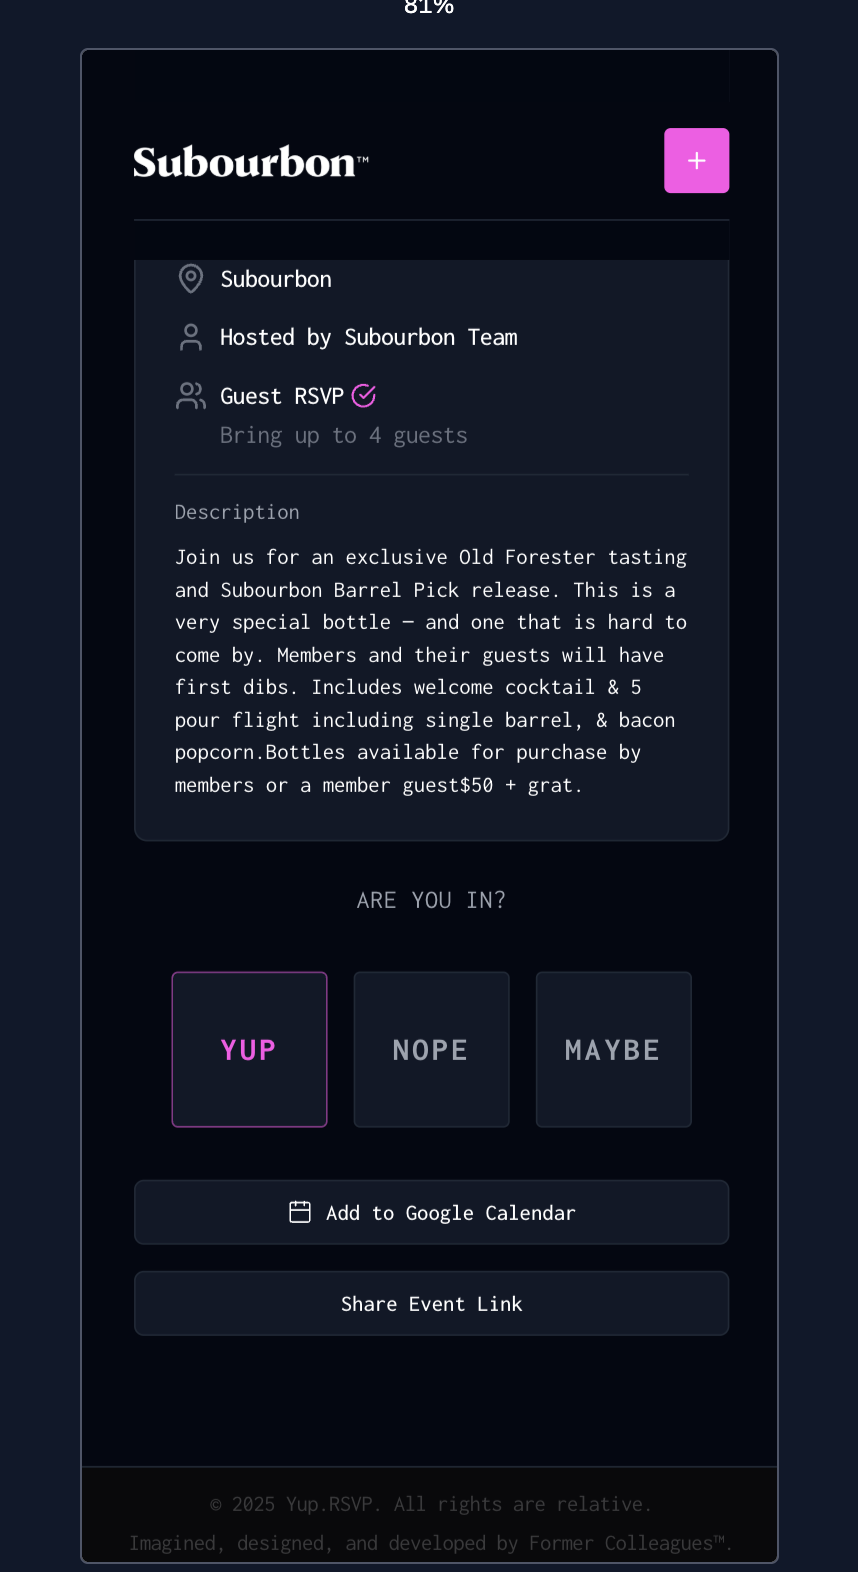 81%
Subourbon™
+
Subourbon
Hosted by Subourbon Team
Guest RSVP
Bring up to 4 guests
Description
Join us for an exclusive Old Forester tasting
and Subourbon Barrel Pick release. This is a
very special bottle — and one that is hard to
come by. Members and their guests will have
first dibs. Includes welcome cocktail & 5
pour flight including single barrel, & bacon
popcorn.Bottles available for purchase by
members or a member guest$50 + grat.
ARE YOU IN?
YUP NOPE MAYBE
Add to Google Calendar
Share Event Link
© 2025 Yup.RSVP. All rights are relative.
Imagined, designed, and developed by Former Colleagues™.